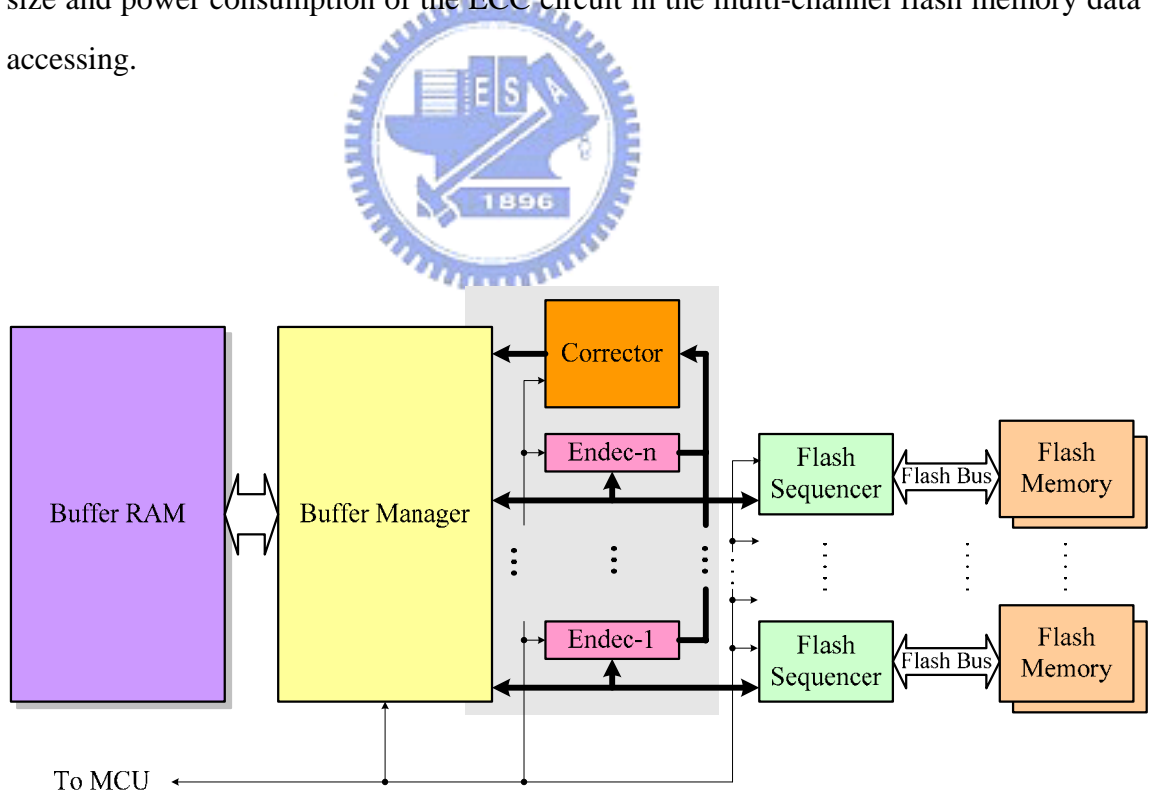 size and power consumption of the ECC circuit in the multi-channel flash memory data
accessing.
E S A
1896
Corrector
Endec-n
Flash
Sequencer
Flash Bus
Flash
Memory
Buffer RAM
Buffer Manager
Endec-1
Flash
Sequencer
Flash Bus
Flash
Memory
To MCU